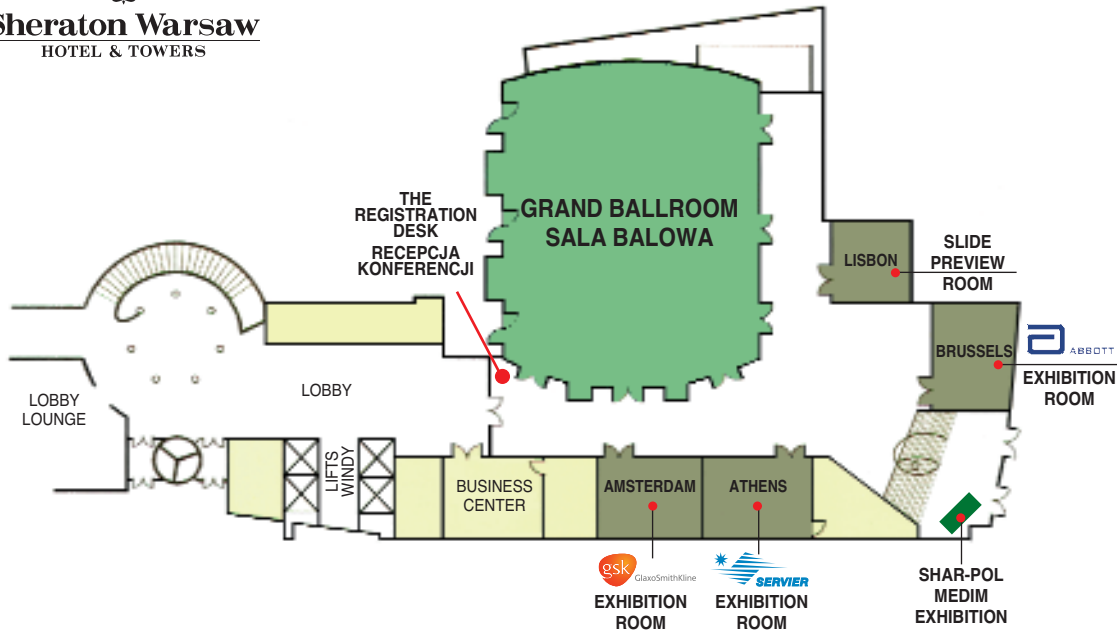 Sheraton Warsaw
HOTEL & TOWERS
THE
REGISTRATION
DESK
RECEPCJA
KONFERENCJI
GRAND BALLROOM
SALA BALOWA
LISBON
SLIDE
PREVIEW
ROOM
BRUSSELS
ABBOTT
EXHIBITION
ROOM
LOBBY
LOUNGE
LOBBY
LIFTS
WINDY
BUSINESS
CENTER
AMSTERDAM
ATHENS
gsk
GlaxoSmithKline
EXHIBITION
ROOM
SERVIER
EXHIBITION
ROOM
SHAR-POL
MEDIM
EXHIBITION